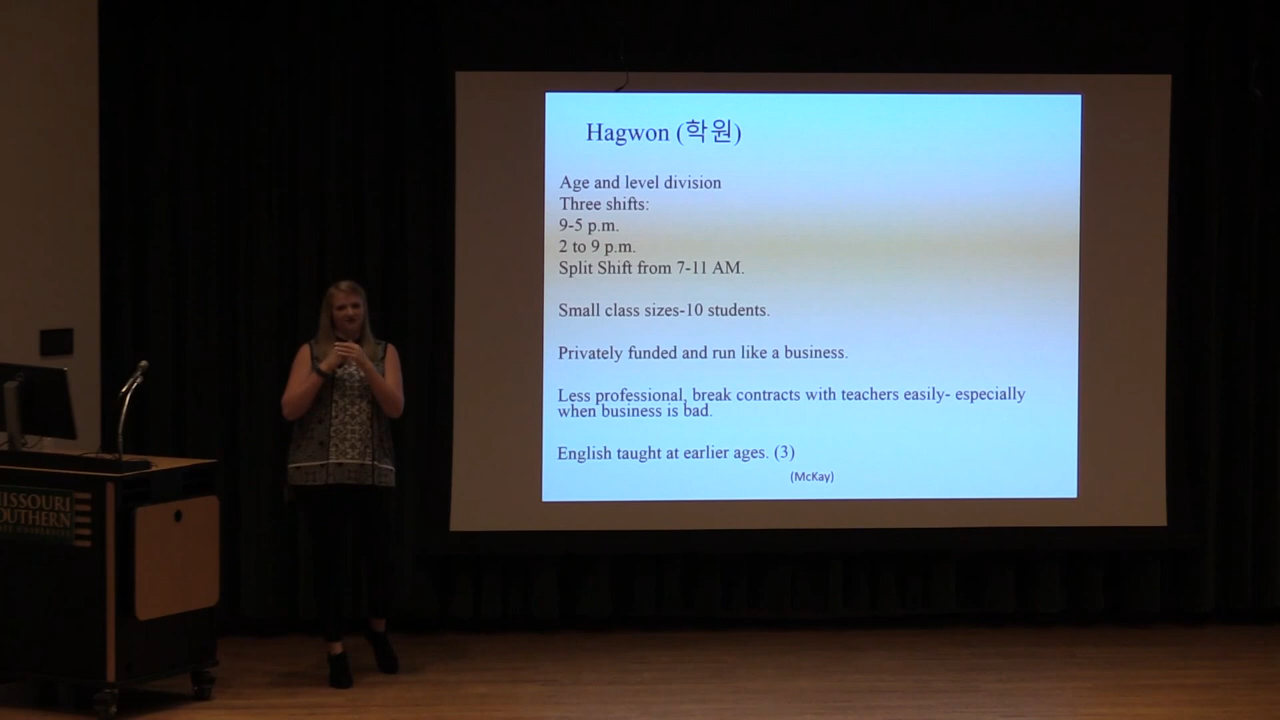 Hagwon (학원)
Age and level division
Three shifts:
9-5 p.m.
2 to 9 p.m.
Split Shift from 7-11 AM.
Small class sizes-10 students.
Privately funded and run like a business.
Less professional, break contracts with teachers easily- especially
when business is bad.
English taught at earlier ages. (3)
(McKay)
MISSOURI
SOUTHERN